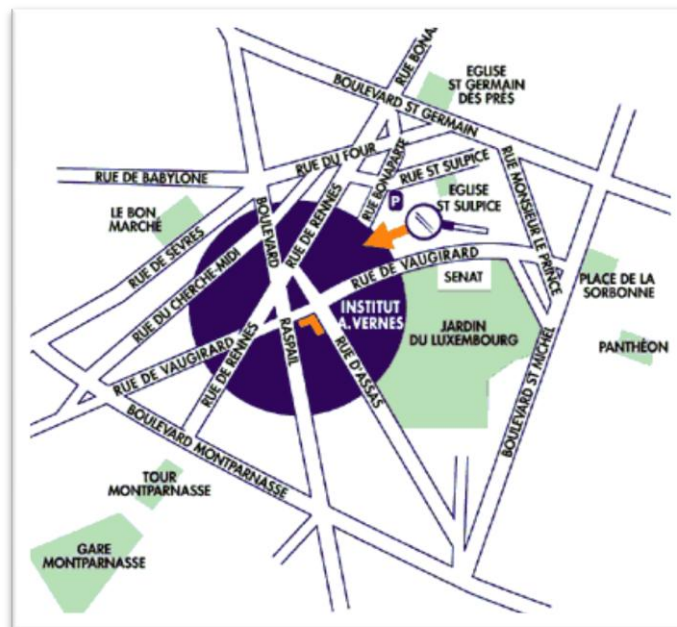 RUE BONA
EGLISE
ST GERMAIN
DES PRÉS
BOULEVARD ST GERMAIN
RUE DU FOUR
RUE BONAPARTE
RUE ST SULPICE
RUE MONSIEUR LE PRINCE
RUE DE BABYLONE
P
EGLISE
ST SULPICE
LE BON
MARCHÉ
RUE DE SEVRES
BOULEVARD
RUE DE RENNES
RUE DU CHERCHE-MIDI
RUE DE VAUGIRARD
SENAT
PLACE DE LA
SORBONNE
INSTITUT
A. VERNES
JARDIN
DU LUXEMBOURG
PANTHÉON
RUE DE VAUGIRARD
RUE DE RENNES
RASPAIL
RUE D'ASSAS
BOULEVARD ST MICHEL
BOULEVARD MONTPARNASSE
TOUR
MONTPARNASSE
GARE
MONTPARNASSE